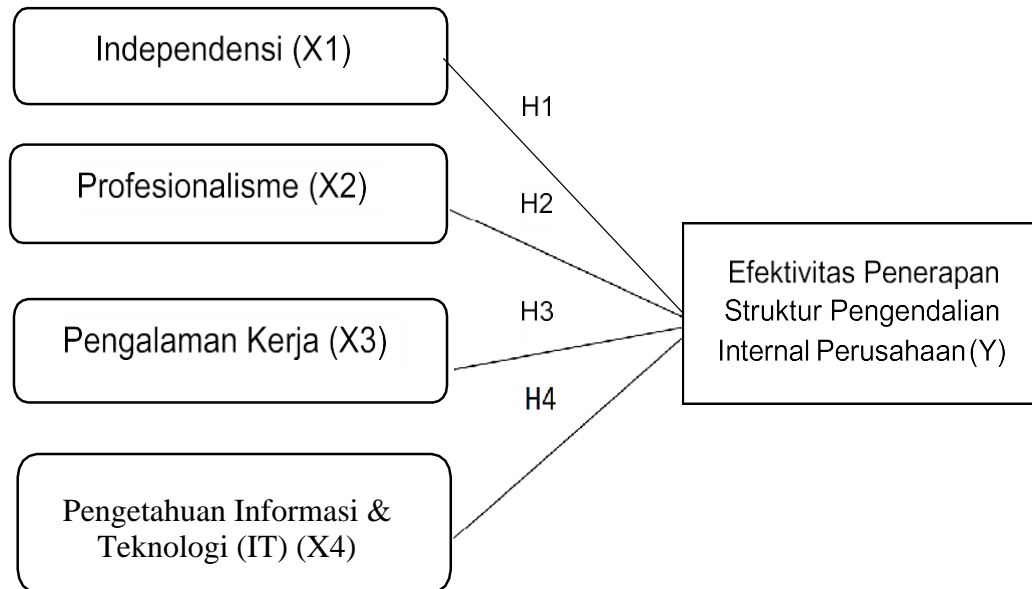 Independensi (X1)
H1
Profesionalisme (X2)
H2
Pengalaman Kerja (X3)
H3
H4
Pengetahuan Informasi &
Teknologi (IT) (X4)
Efektivitas Penerapan
Struktur Pengendalian
Internal Perusahaan (Y)